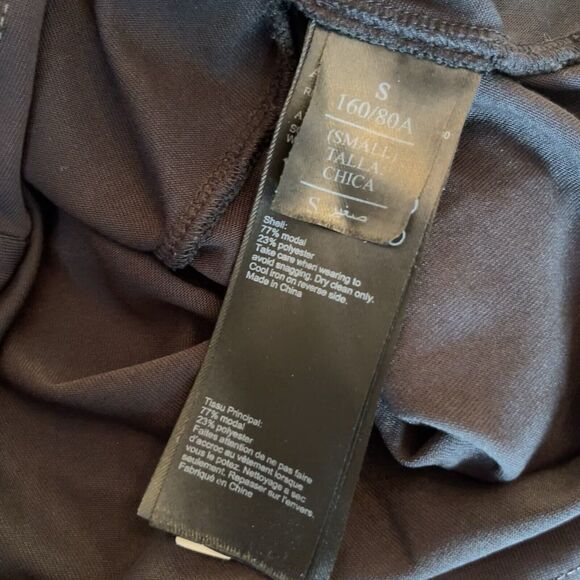 S
160/80A
(SMALL)
TALLA:
CHICA
S صغير
Shell:
77% modal
23% polyester
Take care when wearing to
avoid snagging. Dry clean only.
Cool iron on reverse side.
Made in China
Tissu Principal:
77% modal
23% polyester
Faites attention de ne pas faire
d'accroc au vêtement lorsque
vous le potez. Nettoyage a sec
seulement. Repasser sur l'envers.
Fabriqué en Chine